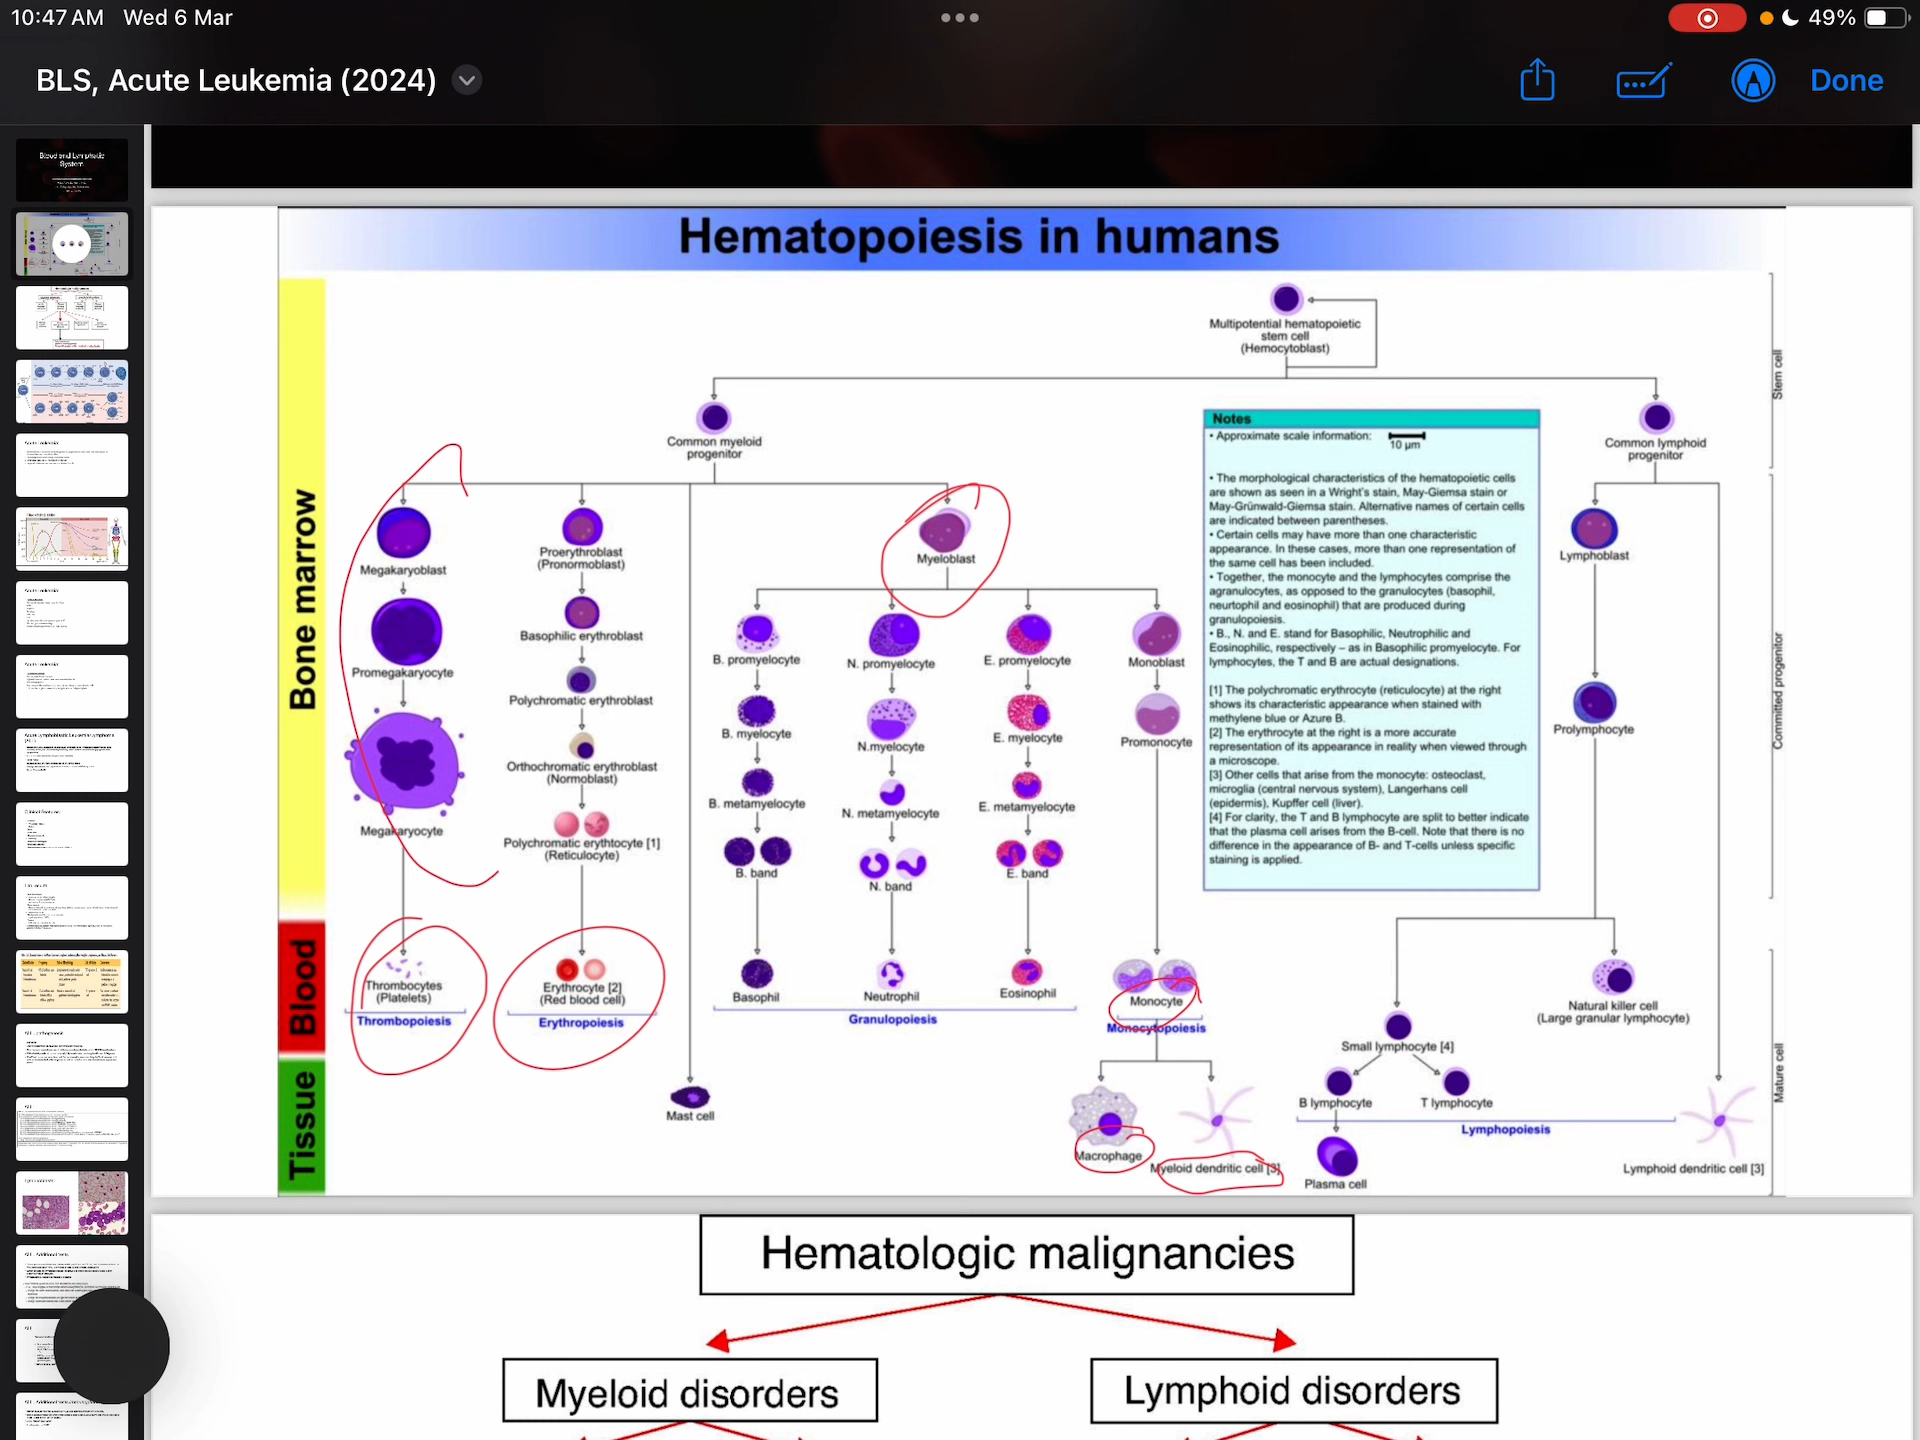 10:47 AM Wed 6 Mar
49%
BLS, Acute Leukemia (2024)
Done
Blood and Lymphatic
System
Hematopoiesis in humans
Bone marrow
Blood
Tissue
Stem cell
Committed progenitor
Mature cell
Multipotential hematopoietic
stem cell
(Hemocytoblast)
Common myeloid
progenitor
Common lymphoid
progenitor
Megakaryoblast
Promegakaryocyte
Megakaryocyte
Thrombocytes
(Platelets)
Thrombopoiesis
Proerythroblast
(Pronormoblast)
Basophilic erythroblast
Polychromatic erythroblast
Orthochromatic erythroblast
(Normoblast)
Polychromatic erythtocyte [1]
(Reticulocyte)
Erythrocyte [2]
(Red blood cell)
Erythropoiesis
Mast cell
Myeloblast
B. promyelocyte
B. myelocyte
B. metamyelocyte
B. band
Basophil
N. promyelocyte
N.myelocyte
N. metamyelocyte
N. band
Neutrophil
E. promyelocyte
E. myelocyte
E. metamyelocyte
E. band
Eosinophil
Granulopoiesis
Monoblast
Promonocyte
Monocyte
Monocytopoiesis
Macrophage
Myeloid dendritic cell [3]
Notes
• Approximate scale information:
10 µm
• The morphological characteristics of the hematopoietic cells
are shown as seen in a Wright's stain, May-Giemsa stain or
May-Grünwald-Giemsa stain. Alternative names of certain cells
are indicated between parentheses.
• Certain cells may have more than one characteristic
appearance. In these cases, more than one representation of
the same cell has been included.
• Together, the monocyte and the lymphocytes comprise the
agranulocytes, as opposed to the granulocytes (basophil,
neurtophil and eosinophil) that are produced during
granulopoiesis.
• B., N. and E. stand for Basophilic, Neutrophilic and
Eosinophilic, respectively – as in Basophilic promyelocyte. For
lymphocytes, the T and B are actual designations.
[1] The polychromatic erythrocyte (reticulocyte) at the right
shows its characteristic appearance when stained with
methylene blue or Azure B.
[2] The erythrocyte at the right is a more accurate
representation of its appearance in reality when viewed through
a microscope.
[3] Other cells that arise from the monocyte: osteoclast,
microglia (central nervous system), Langerhans cell
(epidermis), Kupffer cell (liver).
[4] For clarity, the T and B lymphocyte are split to better indicate
that the plasma cell arises from the B-cell. Note that there is no
difference in the appearance of B- and T-cells unless specific
staining is applied.
Lymphoblast
Prolymphocyte
Natural killer cell
(Large granular lymphocyte)
Small lymphocyte [4]
B lymphocyte
T lymphocyte
Lymphopoiesis
Plasma cell
Lymphoid dendritic cell [3]
Hematologic malignancies
Myeloid disorders
Lymphoid disorders